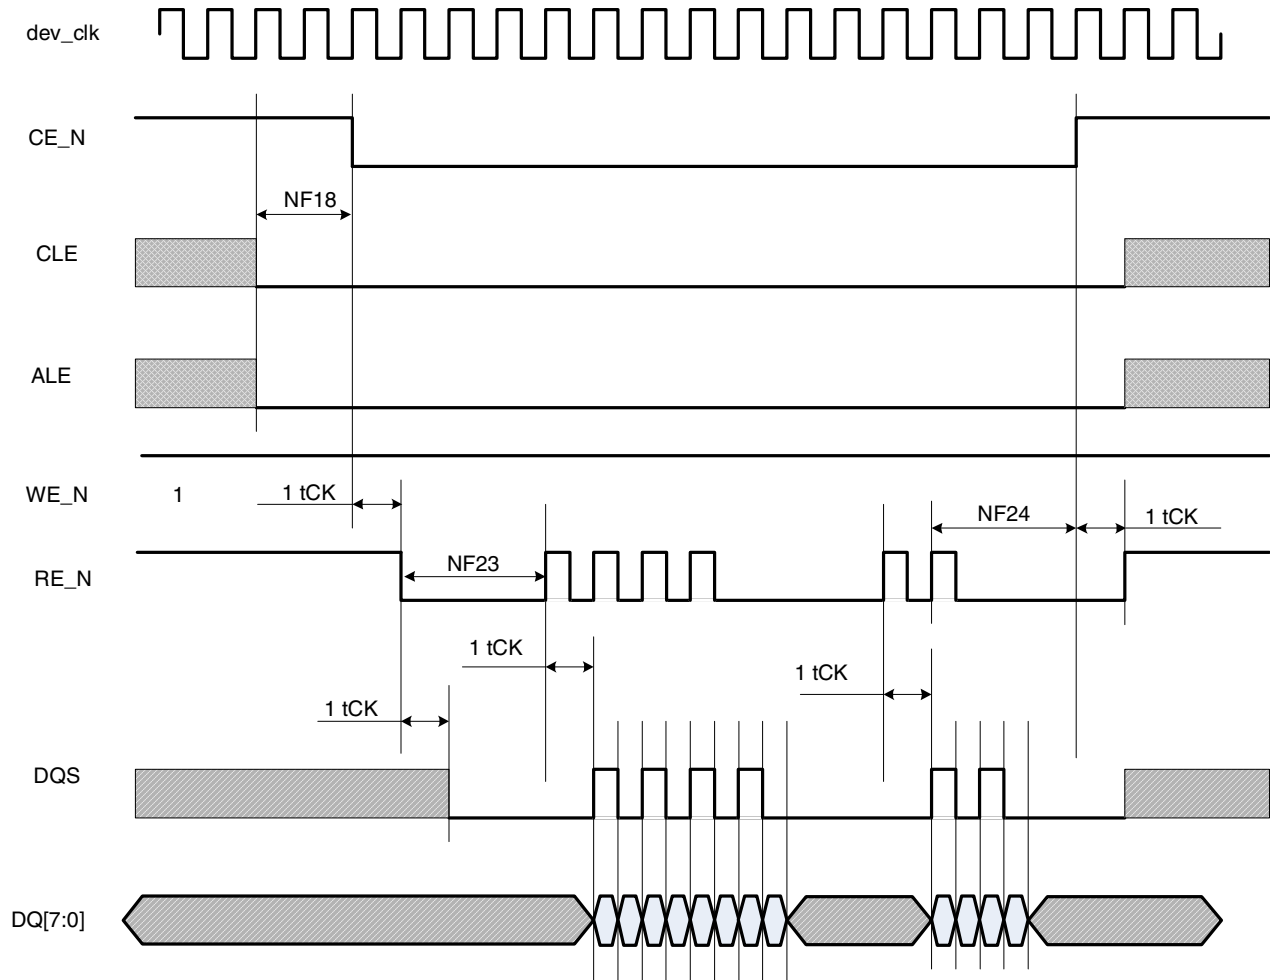 dev_clk
CE_N
NF18
CLE
ALE
WE_N 1 1 tCK NF24 1 tCK
RE_N NF23
1 tCK 1 tCK
1 tCK
DQS
DQ[7:0]